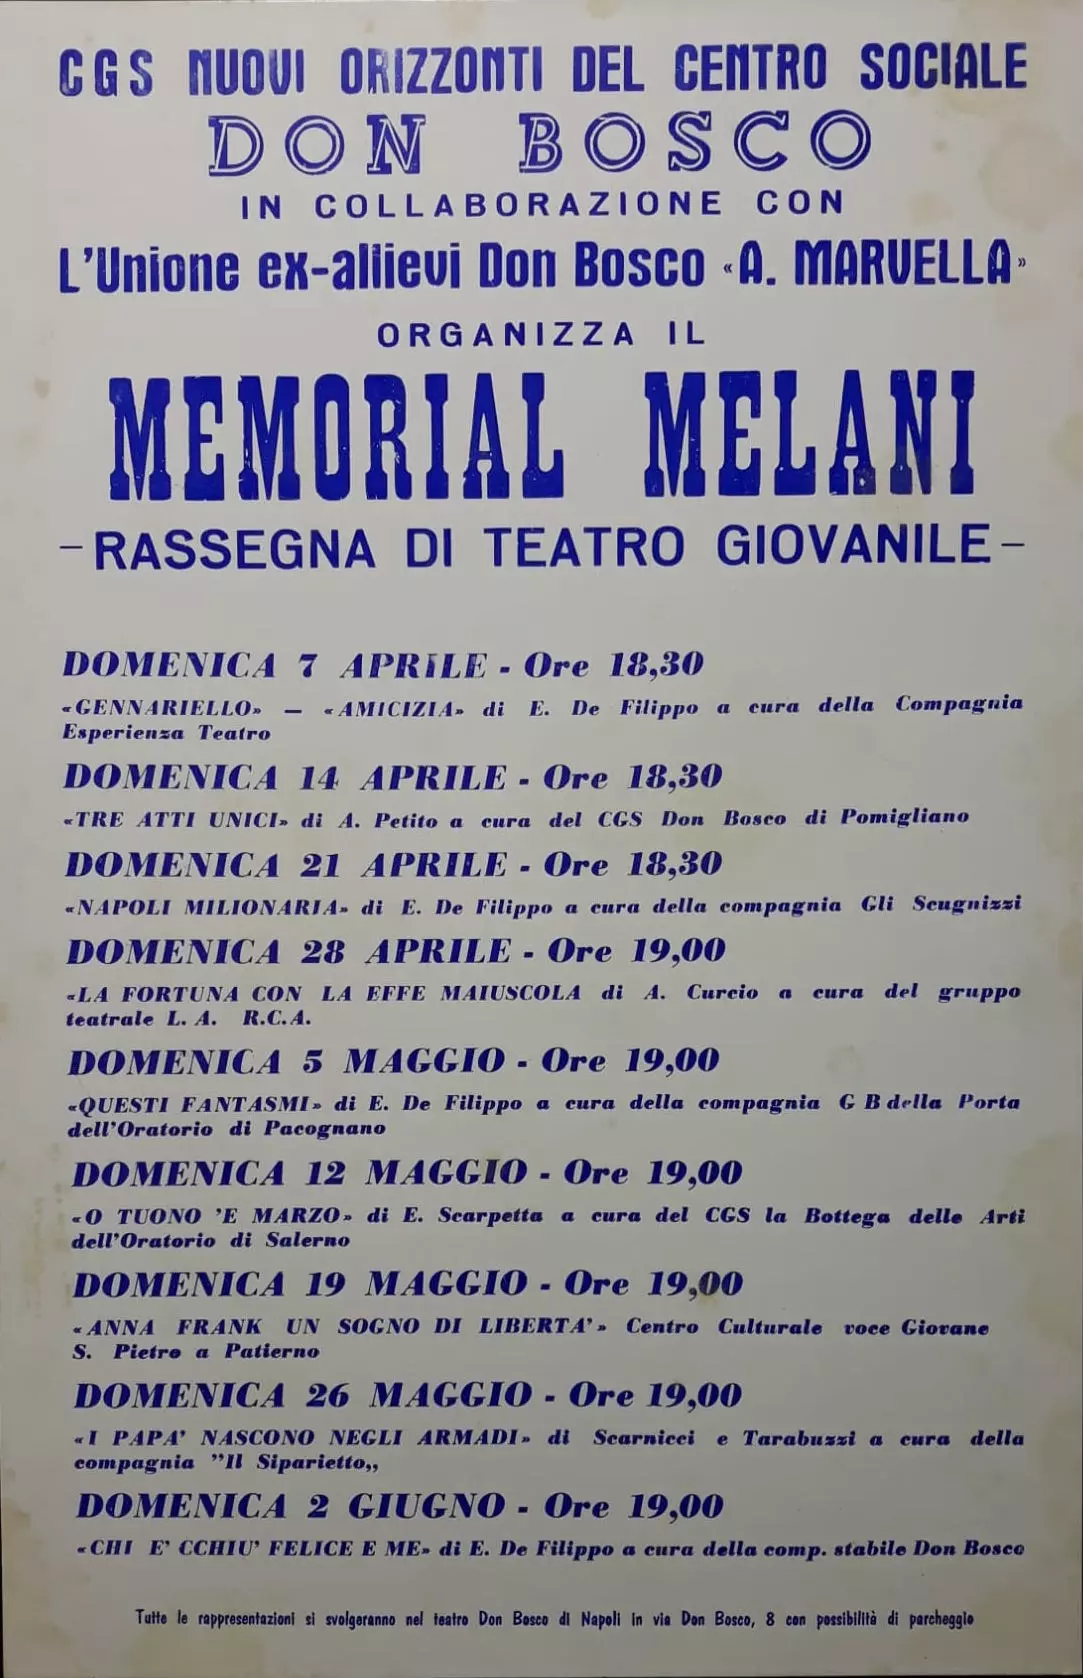 CGS NUOVI ORIZZONTI DEL CENTRO SOCIALE
DON BOSCO
IN COLLABORAZIONE CON
L'Unione ex-allievi Don Bosco «A. MARVELLA»
ORGANIZZA IL
MEMORIAL MELANI
- RASSEGNA DI TEATRO GIOVANILE -
DOMENICA 7 APRILE - Ore 18,30
«GENNARIELLO» — «AMICIZIA» di E. De Filippo a cura della Compagnia
Esperienza Teatro
DOMENICA 14 APRILE - Ore 18,30
«TRE ATTI UNICI» di A. Petito a cura del CGS Don Bosco di Pomigliano
DOMENICA 21 APRILE - Ore 18,30
«NAPOLI MILIONARIA» di E. De Filippo a cura della compagnia Gli Scugnizzi
DOMENICA 28 APRILE - Ore 19,00
«LA FORTUNA CON LA EFFE MAIUSCOLA di A. Curcio a cura del gruppo
teatrale L. A. R.C.A.
DOMENICA 5 MAGGIO - Ore 19,00
«QUESTI FANTASMI» di E. De Filippo a cura della compagnia G B della Porta
dell'Oratorio di Pacognano
DOMENICA 12 MAGGIO - Ore 19,00
«O TUONO 'E MARZO» di E. Scarpetta a cura del CGS la Bottega delle Arti
dell'Oratorio di Salerno
DOMENICA 19 MAGGIO - Ore 19,00
«ANNA FRANK UN SOGNO DI LIBERTA'» Centro Culturale voce Giovane
S. Pietro a Patierno
DOMENICA 26 MAGGIO - Ore 19,00
«I PAPA' NASCONO NEGLI ARMADI» di Scarnicci e Tarabuzzi a cura della
compagnia "Il Siparietto,,
DOMENICA 2 GIUGNO - Ore 19,00
«CHI E' CCHIU' FELICE E ME» di E. De Filippo a cura della comp. stabile Don Bosco
Tutte le rappresentazioni si svolgeranno nel teatro Don Bosco di Napoli in via Don Bosco, 8 con possibilità di parcheggio